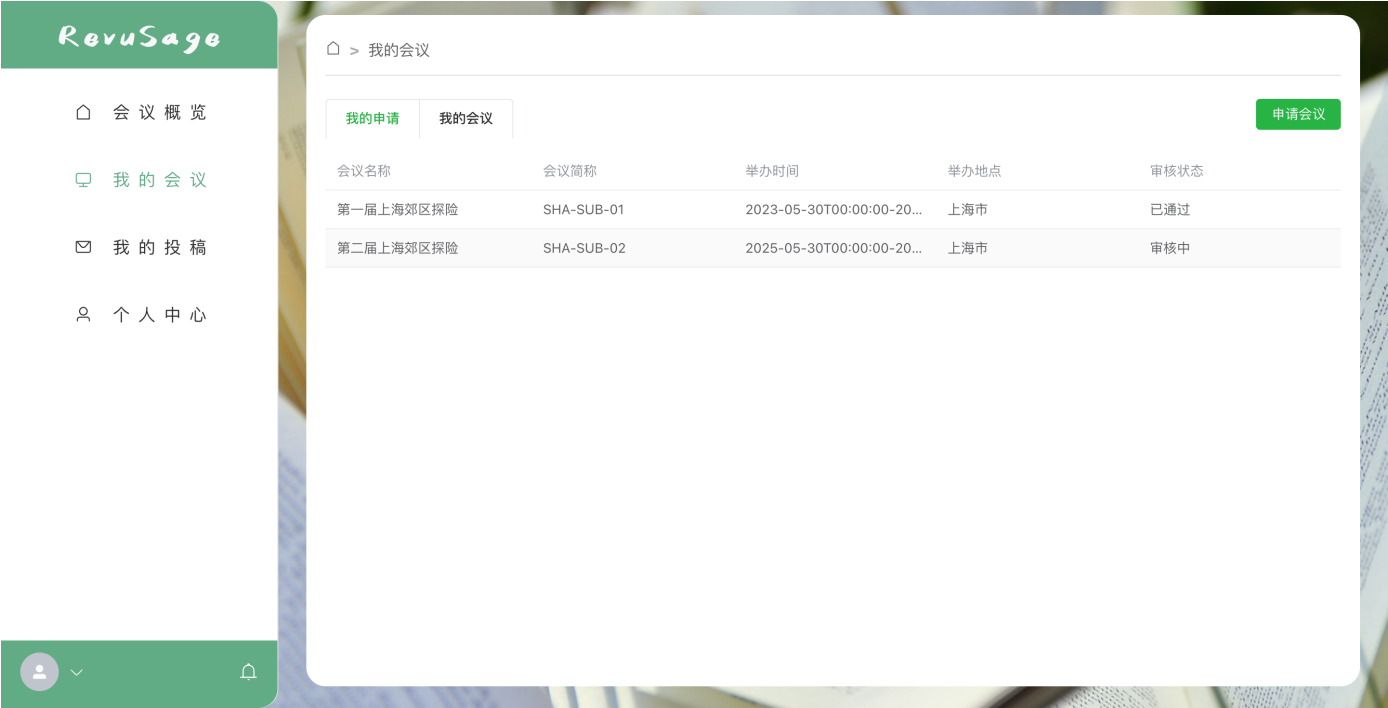 RevuSage
会议概览
我的会议
我的投稿
个人中心
> 我的会议
我的申请 我的会议 申请会议
会议名称 会议简称 举办时间 举办地点 审核状态
第一届上海郊区探险 SHA-SUB-01 2023-05-30T00:00:00-20... 上海市 已通过
第二届上海郊区探险 SHA-SUB-02 2025-05-30T00:00:00-20... 上海市 审核中